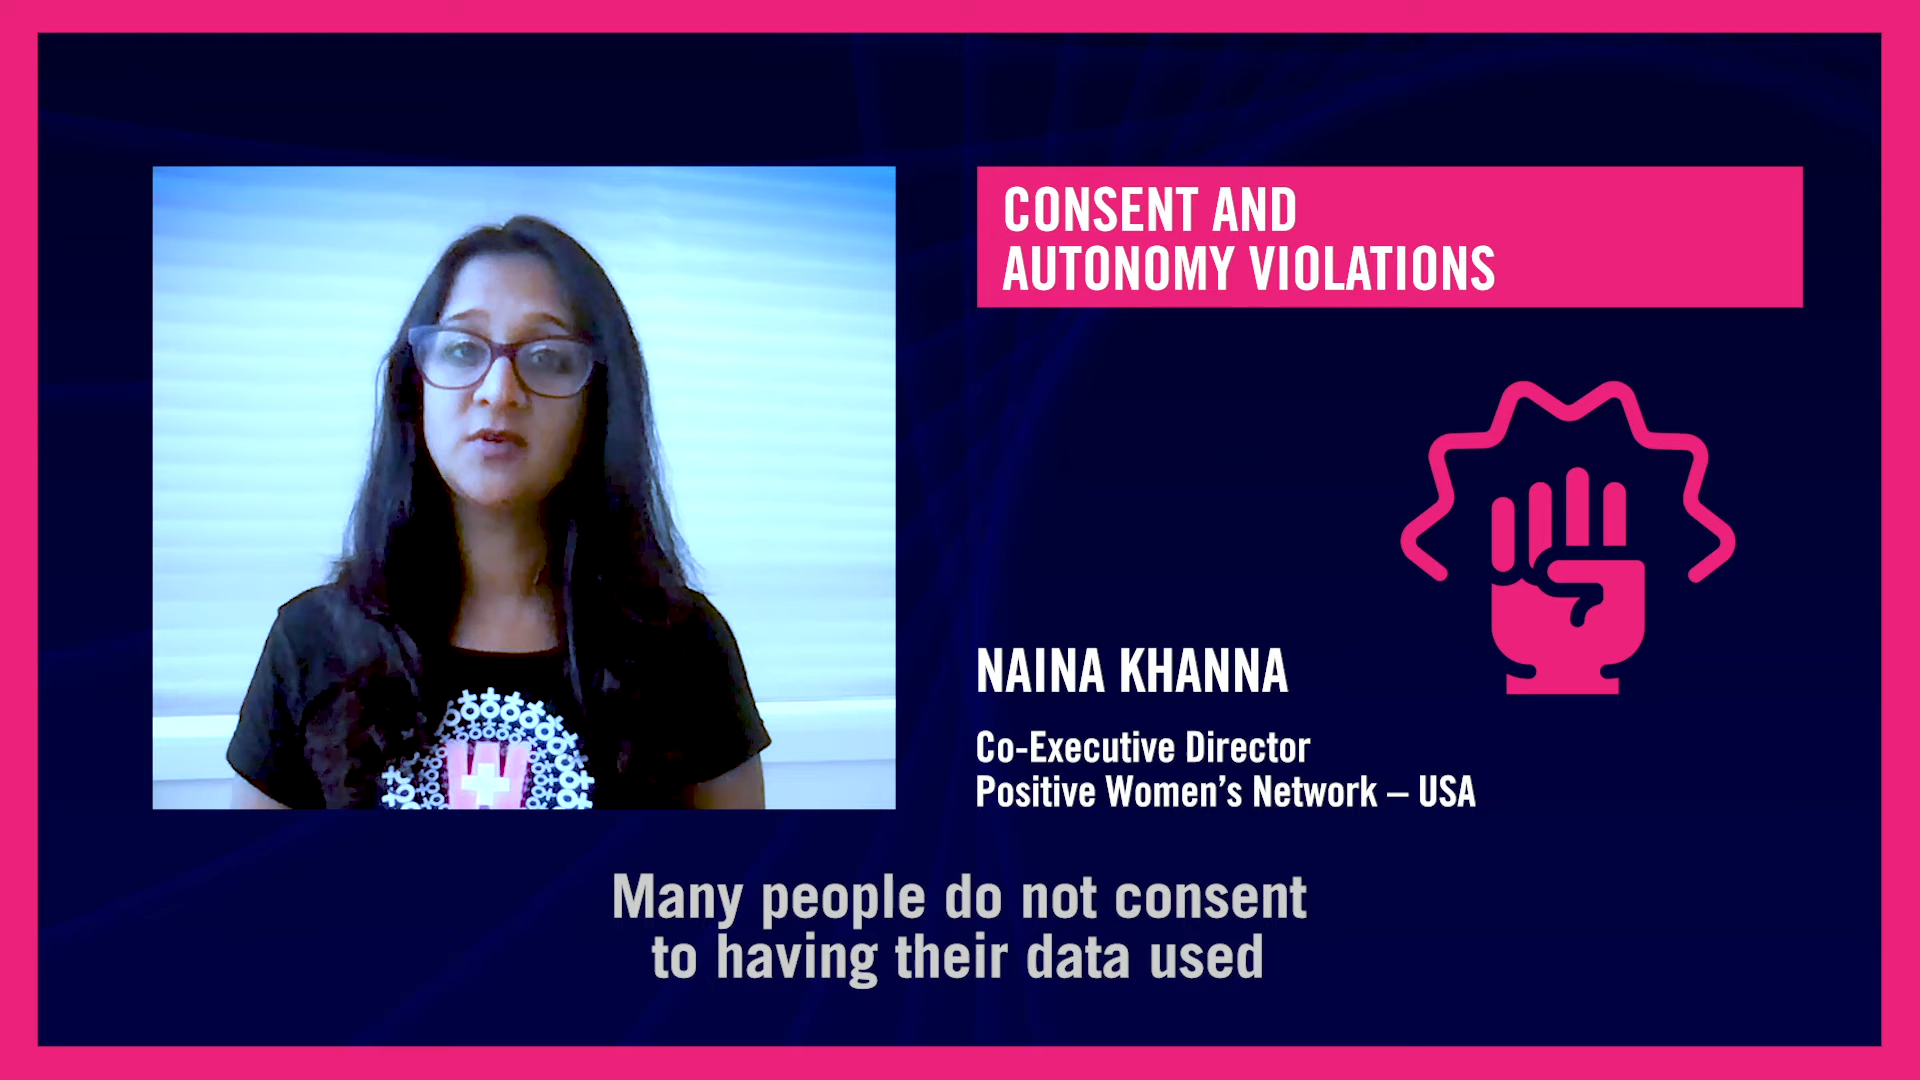 CONSENT AND
AUTONOMY VIOLATIONS
NAINA KHANNA
Co-Executive Director
Positive Women's Network – USA
Many people do not consent
to having their data used